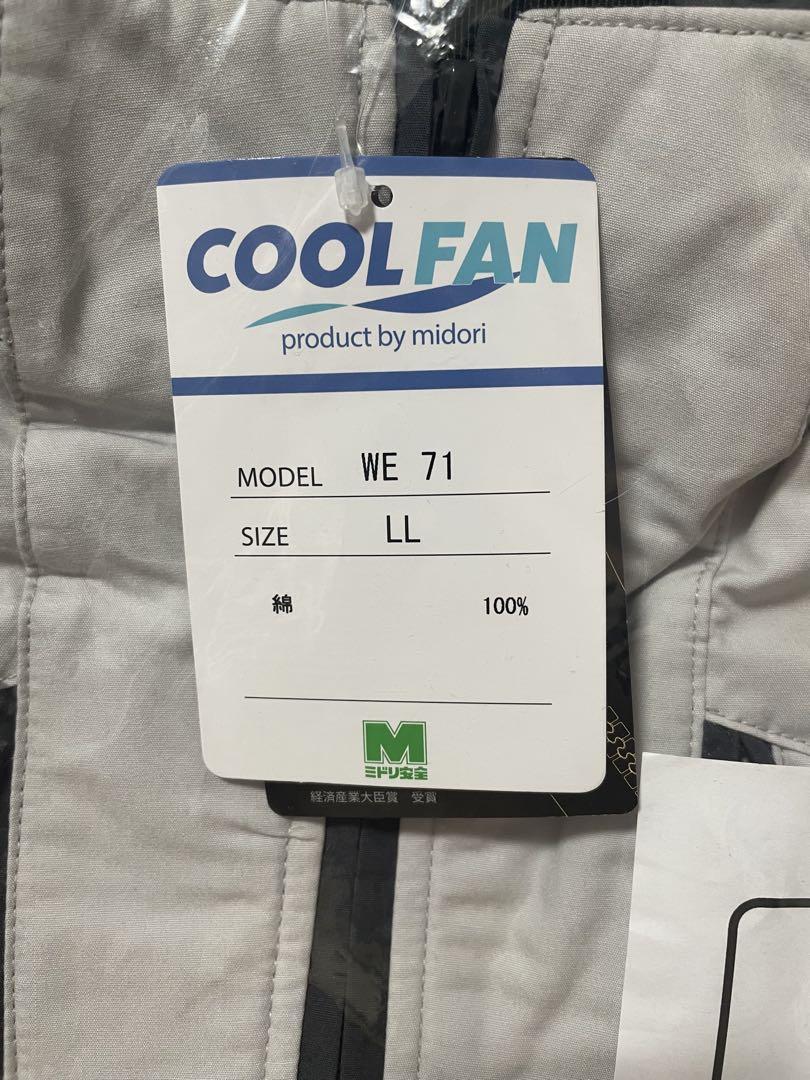 COOLFAN
product by midori
MODEL WE 71
SIZE LL
綿 100%
M
ミドリ安全
経済産業大臣賞 受賞